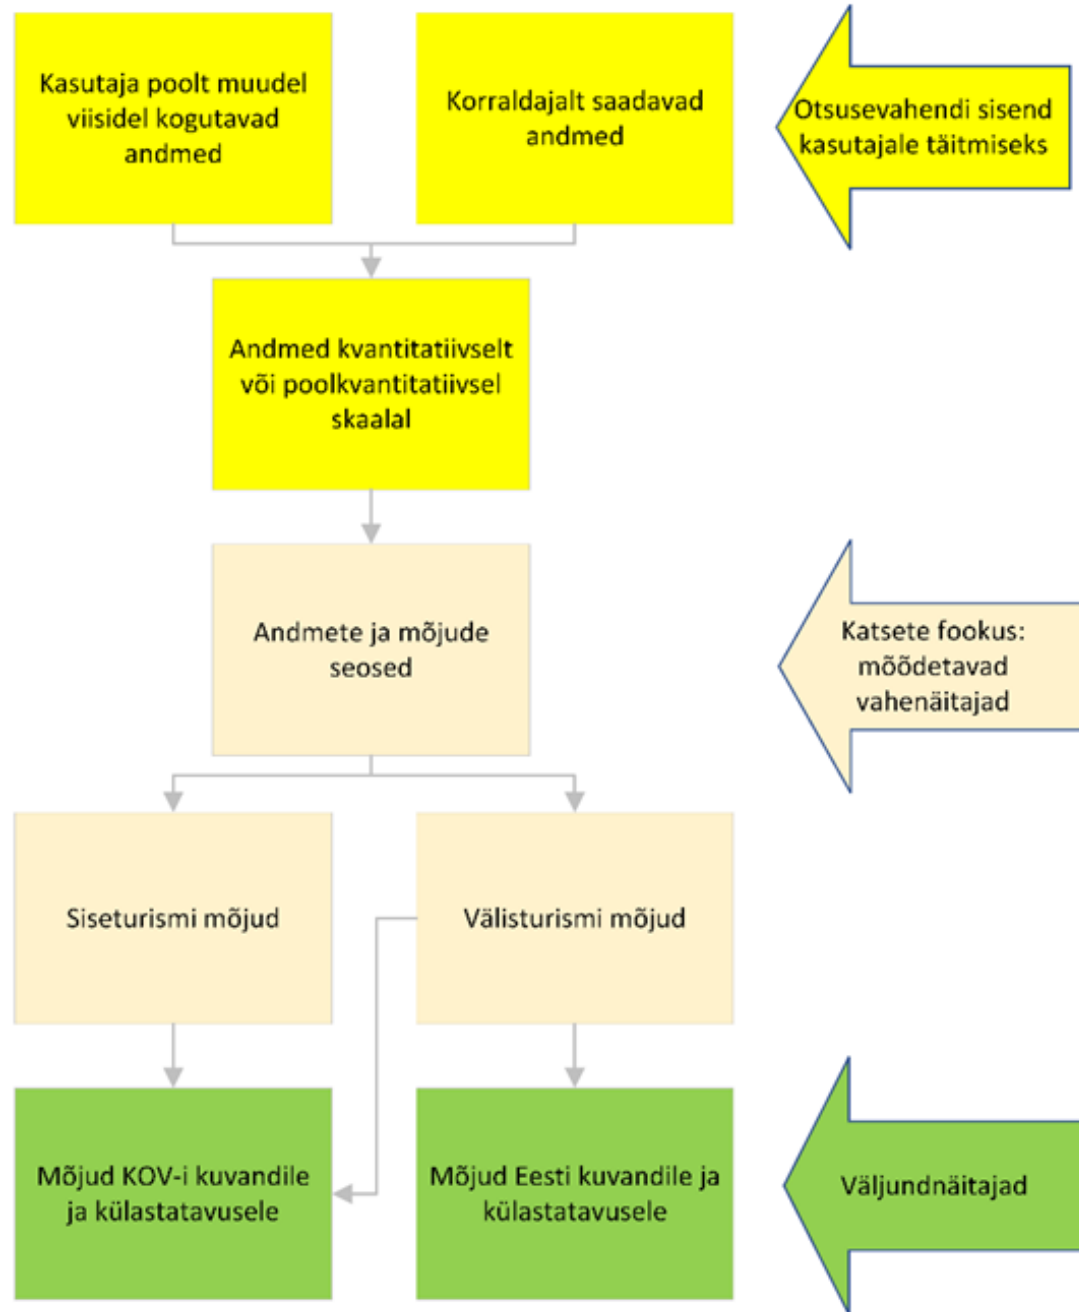 Kasutaja poolt muudel
viisidel kogutavad
andmed
Korraldajalt saadavad
andmed
Otsusevahendi sisend
kasutajale täitmiseks
Andmed kvantitatiivselt
või poolkvantitatiivsel
skaalal
Andmete ja mõjude
seosed
Katsete fookus:
mõõdetavad
vahenäitajad
Siseturismi mõjud
Välisturismi mõjud
Mõjud KOV-i kuvandile
ja külastatavusele
Mõjud Eesti kuvandile ja
külastatavusele
Väljundnäitajad